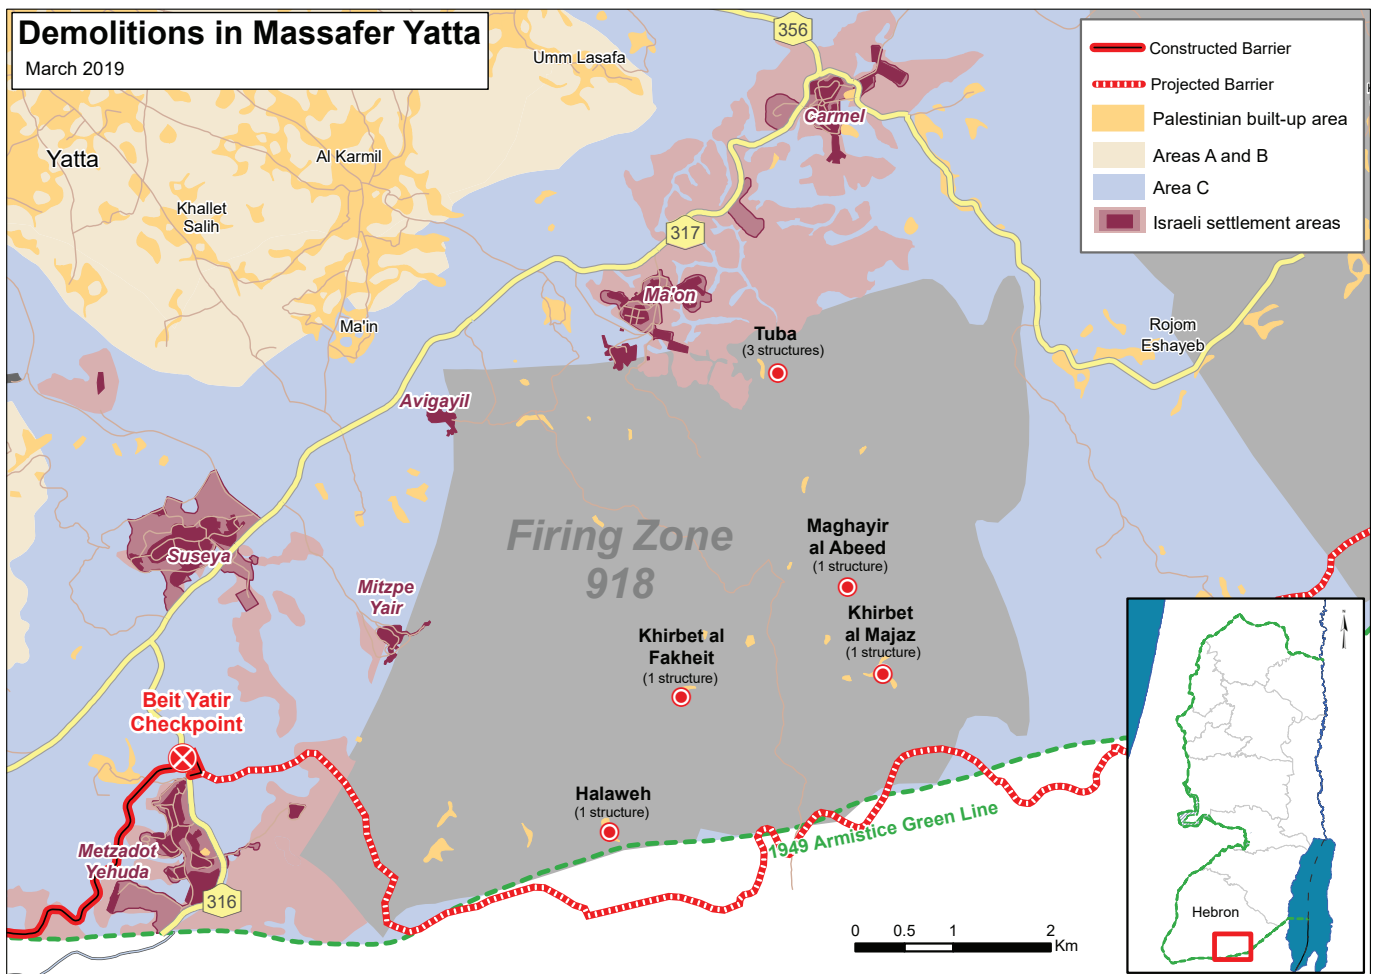 Demolitions in Massafer Yatta
March 2019
Constructed Barrier
Projected Barrier
Palestinian built-up area
Areas A and B
Area C
Israeli settlement areas
356
Umm Lasafa
Carmel
Yatta
Al Karmil
Khallet
Salih
317
Ma'on
Ma'in
Tuba
(3 structures)
Rojom
Eshayeb
Avigayil
Firing Zone
918
Maghayir
al Abeed
(1 structure)
Suseya
Mitzpe
Yair
Khirbet
al Majaz
(1 structure)
Khirbet al
Fakheit
(1 structure)
Beit Yatir
Checkpoint
Halaweh
(1 structure)
1949 Armistice Green Line
Metzadot
Yehuda
316
Hebron
0 0.5 1 2
Km